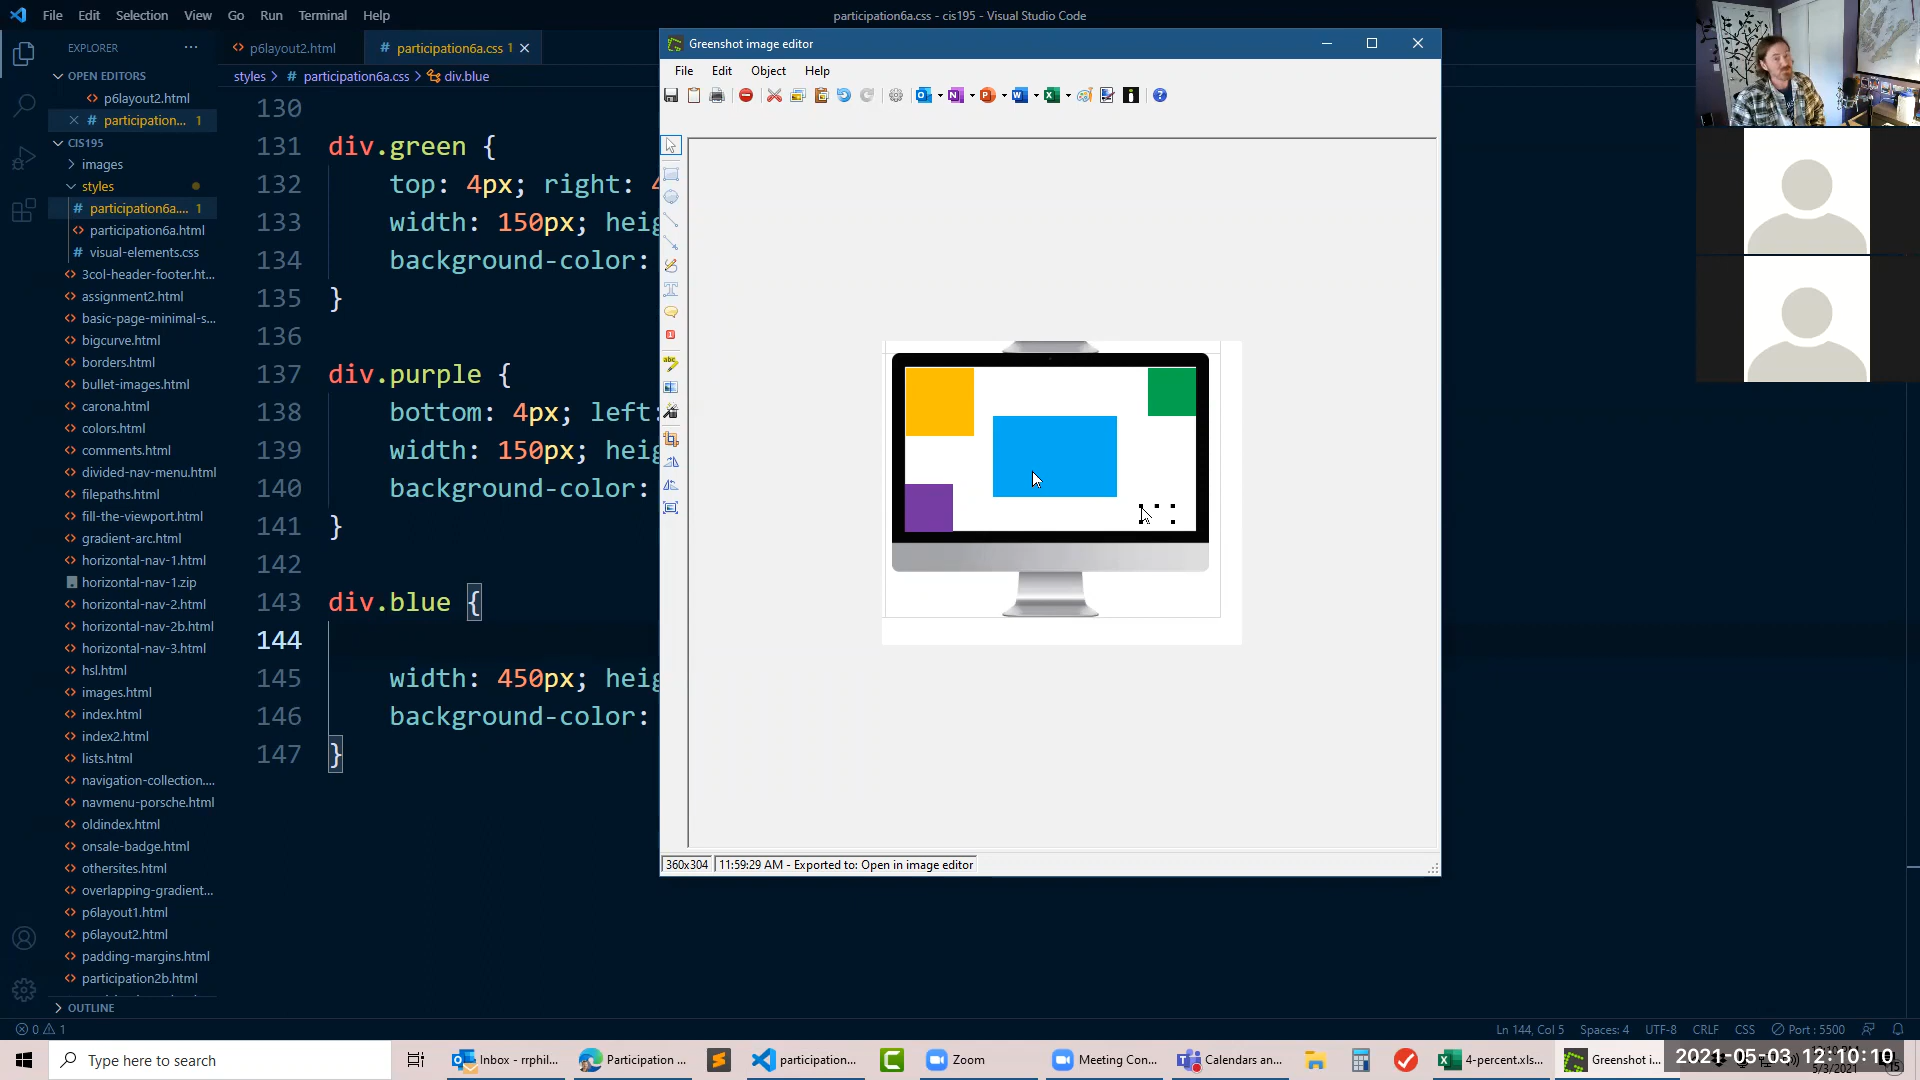 File Edit Selection View Go Run Terminal Help
participation6a.css - cis195 - Visual Studio Code
EXPLORER ...
p6layout2.html
participation6a.css 1
OPEN EDITORS
p6layout2.html
participation... 1
styles > # participation6a.css > div.blue
CIS195
images
styles
participation6a.... 1
participation6a.html
visual-elements.css
3col-header-footer.ht...
assignment2.html
basic-page-minimal-s...
bigcurve.html
borders.html
bullet-images.html
carona.html
colors.html
comments.html
divided-nav-menu.html
filepaths.html
fill-the-viewport.html
gradient-arc.html
horizontal-nav-1.html
horizontal-nav-1.zip
horizontal-nav-2.html
horizontal-nav-2b.html
horizontal-nav-3.html
hsl.html
images.html
index.html
index2.html
lists.html
navigation-collection....
navmenu-porsche.html
oldindex.html
onsale-badge.html
othersites.html
overlapping-gradient...
p6layout1.html
p6layout2.html
padding-margins.html
participation2b.html
OUTLINE
130
131 div.green {
132 top: 4px; right: 4
133 width: 150px; heig
134 background-color:
135 }
136
137 div.purple {
138 bottom: 4px; left:
139 width: 150px; heig
140 background-color:
141 }
142
143 div.blue {
144
145 width: 450px; heig
146 background-color:
147 }
Greenshot image editor
File Edit Object Help
360x304 11:59:29 AM - Exported to: Open in image editor
0 1
Ln 144, Col 5 Spaces: 4 UTF-8 CRLF CSS Port : 5500
Type here to search
Inbox - rrphil...
Participation ...
participation...
Zoom
Meeting Con...
Calendars an...
4-percent.xls...
Greenshot i...
2021-05-03 12:10:10
5/3/2021
15